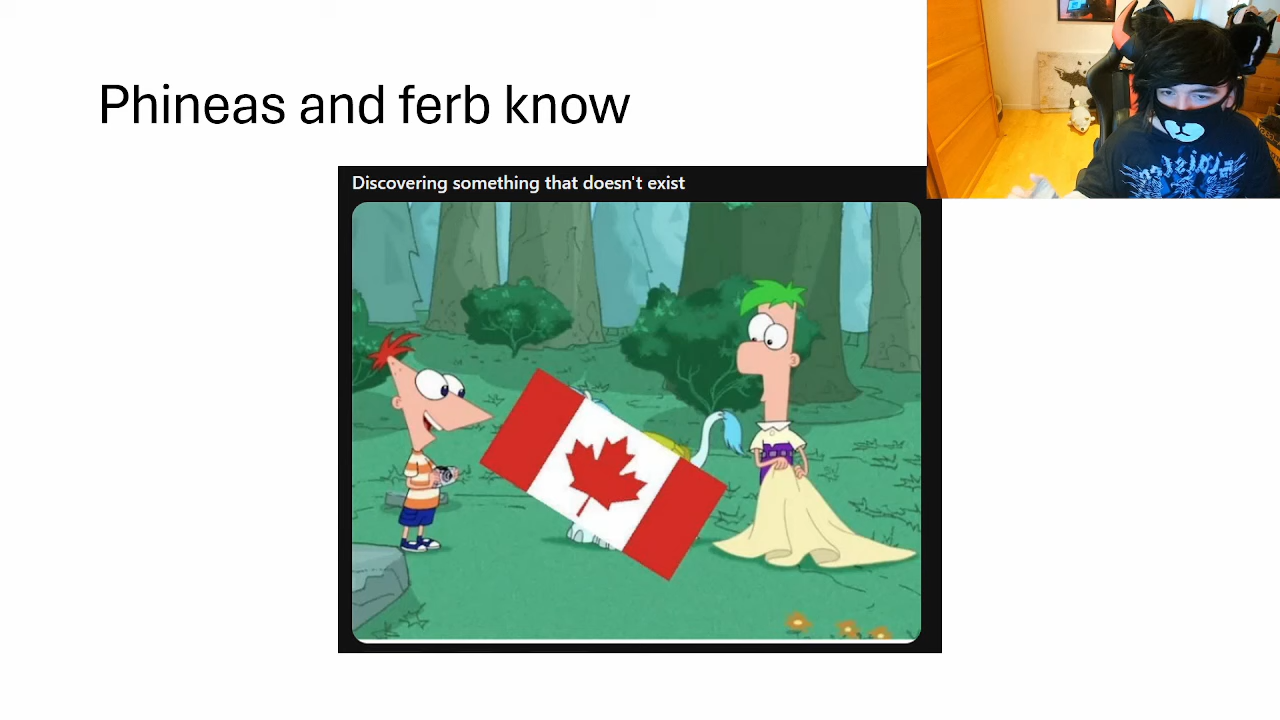 Phineas and ferb know
Discovering something that doesn't exist